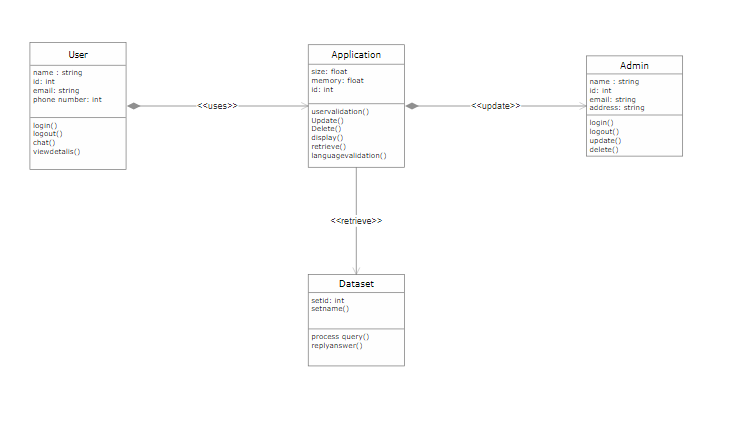 User
name : string
id: int
email: string
phone number: int
login()
logout()
chat()
viewdetalis()
<<uses>>
Application
size: float
memory: float
id: int
uservalidation()
Update()
Delete()
display()
retrieve()
languagevalidation()
<<update>>
Admin
name : string
id: int
email: string
address: string
login()
logout()
update()
delete()
<<retrieve>>
Dataset
setid: int
setname()
process query()
replyanswer()